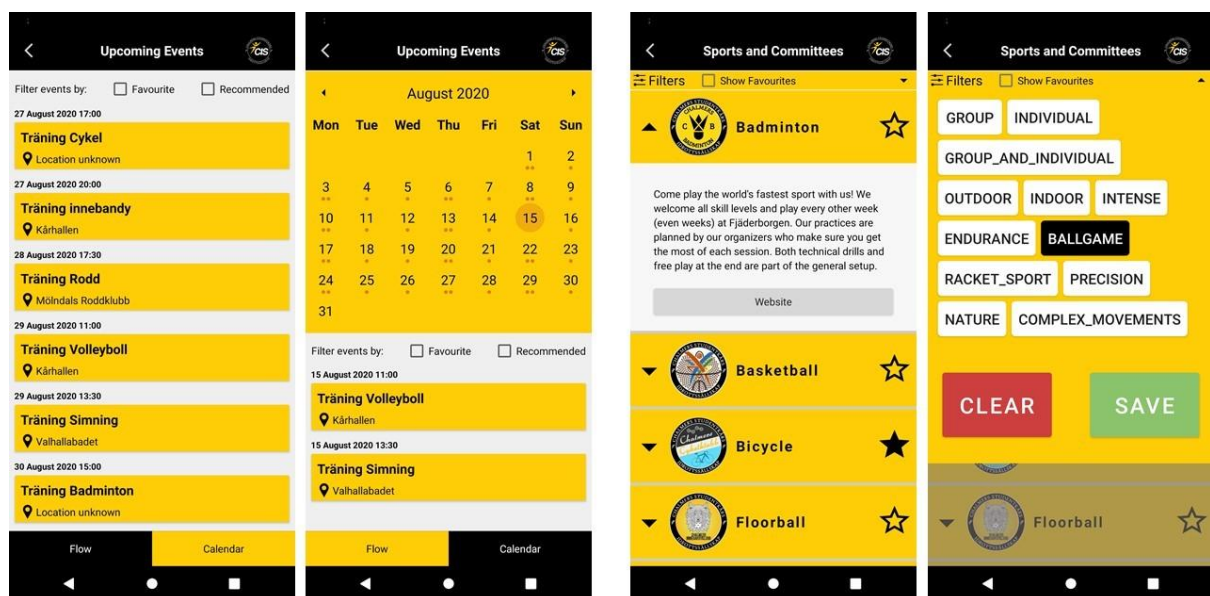 Upcoming Events
CIS
Filter events by: Favourite Recommended
27 August 2020 17:00
Träning Cykel
Location unknown
27 August 2020 20:00
Träning innebandy
Kårhallen
28 August 2020 17:30
Träning Rodd
Mölndals Roddklubb
29 August 2020 11:00
Träning Volleyboll
Kårhallen
29 August 2020 13:30
Träning Simning
Valhallabadet
30 August 2020 15:00
Träning Badminton
Location unknown
Flow Calendar
Upcoming Events
CIS
August 2020
Mon Tue Wed Thu Fri Sat Sun
1 2
3 4 5 6 7 8 9
10 11 12 13 14 15 16
17 18 19 20 21 22 23
24 25 26 27 28 29 30
31
Filter events by: Favourite Recommended
15 August 2020 11:00
Träning Volleyboll
Kårhallen
15 August 2020 13:30
Träning Simning
Valhallabadet
Flow Calendar
Sports and Committees
CIS
Filters Show Favourites
CHALMERS
C B
BADMINTON
Badminton
Come play the world's fastest sport with us! We
welcome all skill levels and play every other week
(even weeks) at Fjäderborgen. Our practices are
planned by our organizers who make sure you get
the most of each session. Both technical drills and
free play at the end are part of the general setup.
Website
Basketball
Chalmers
Bicycle
Floorball
Sports and Committees
CIS
Filters Show Favourites
GROUP INDIVIDUAL
GROUP_AND_INDIVIDUAL
OUTDOOR INDOOR INTENSE
ENDURANCE BALLGAME
RACKET_SPORT PRECISION
NATURE COMPLEX_MOVEMENTS
CLEAR SAVE
Floorball